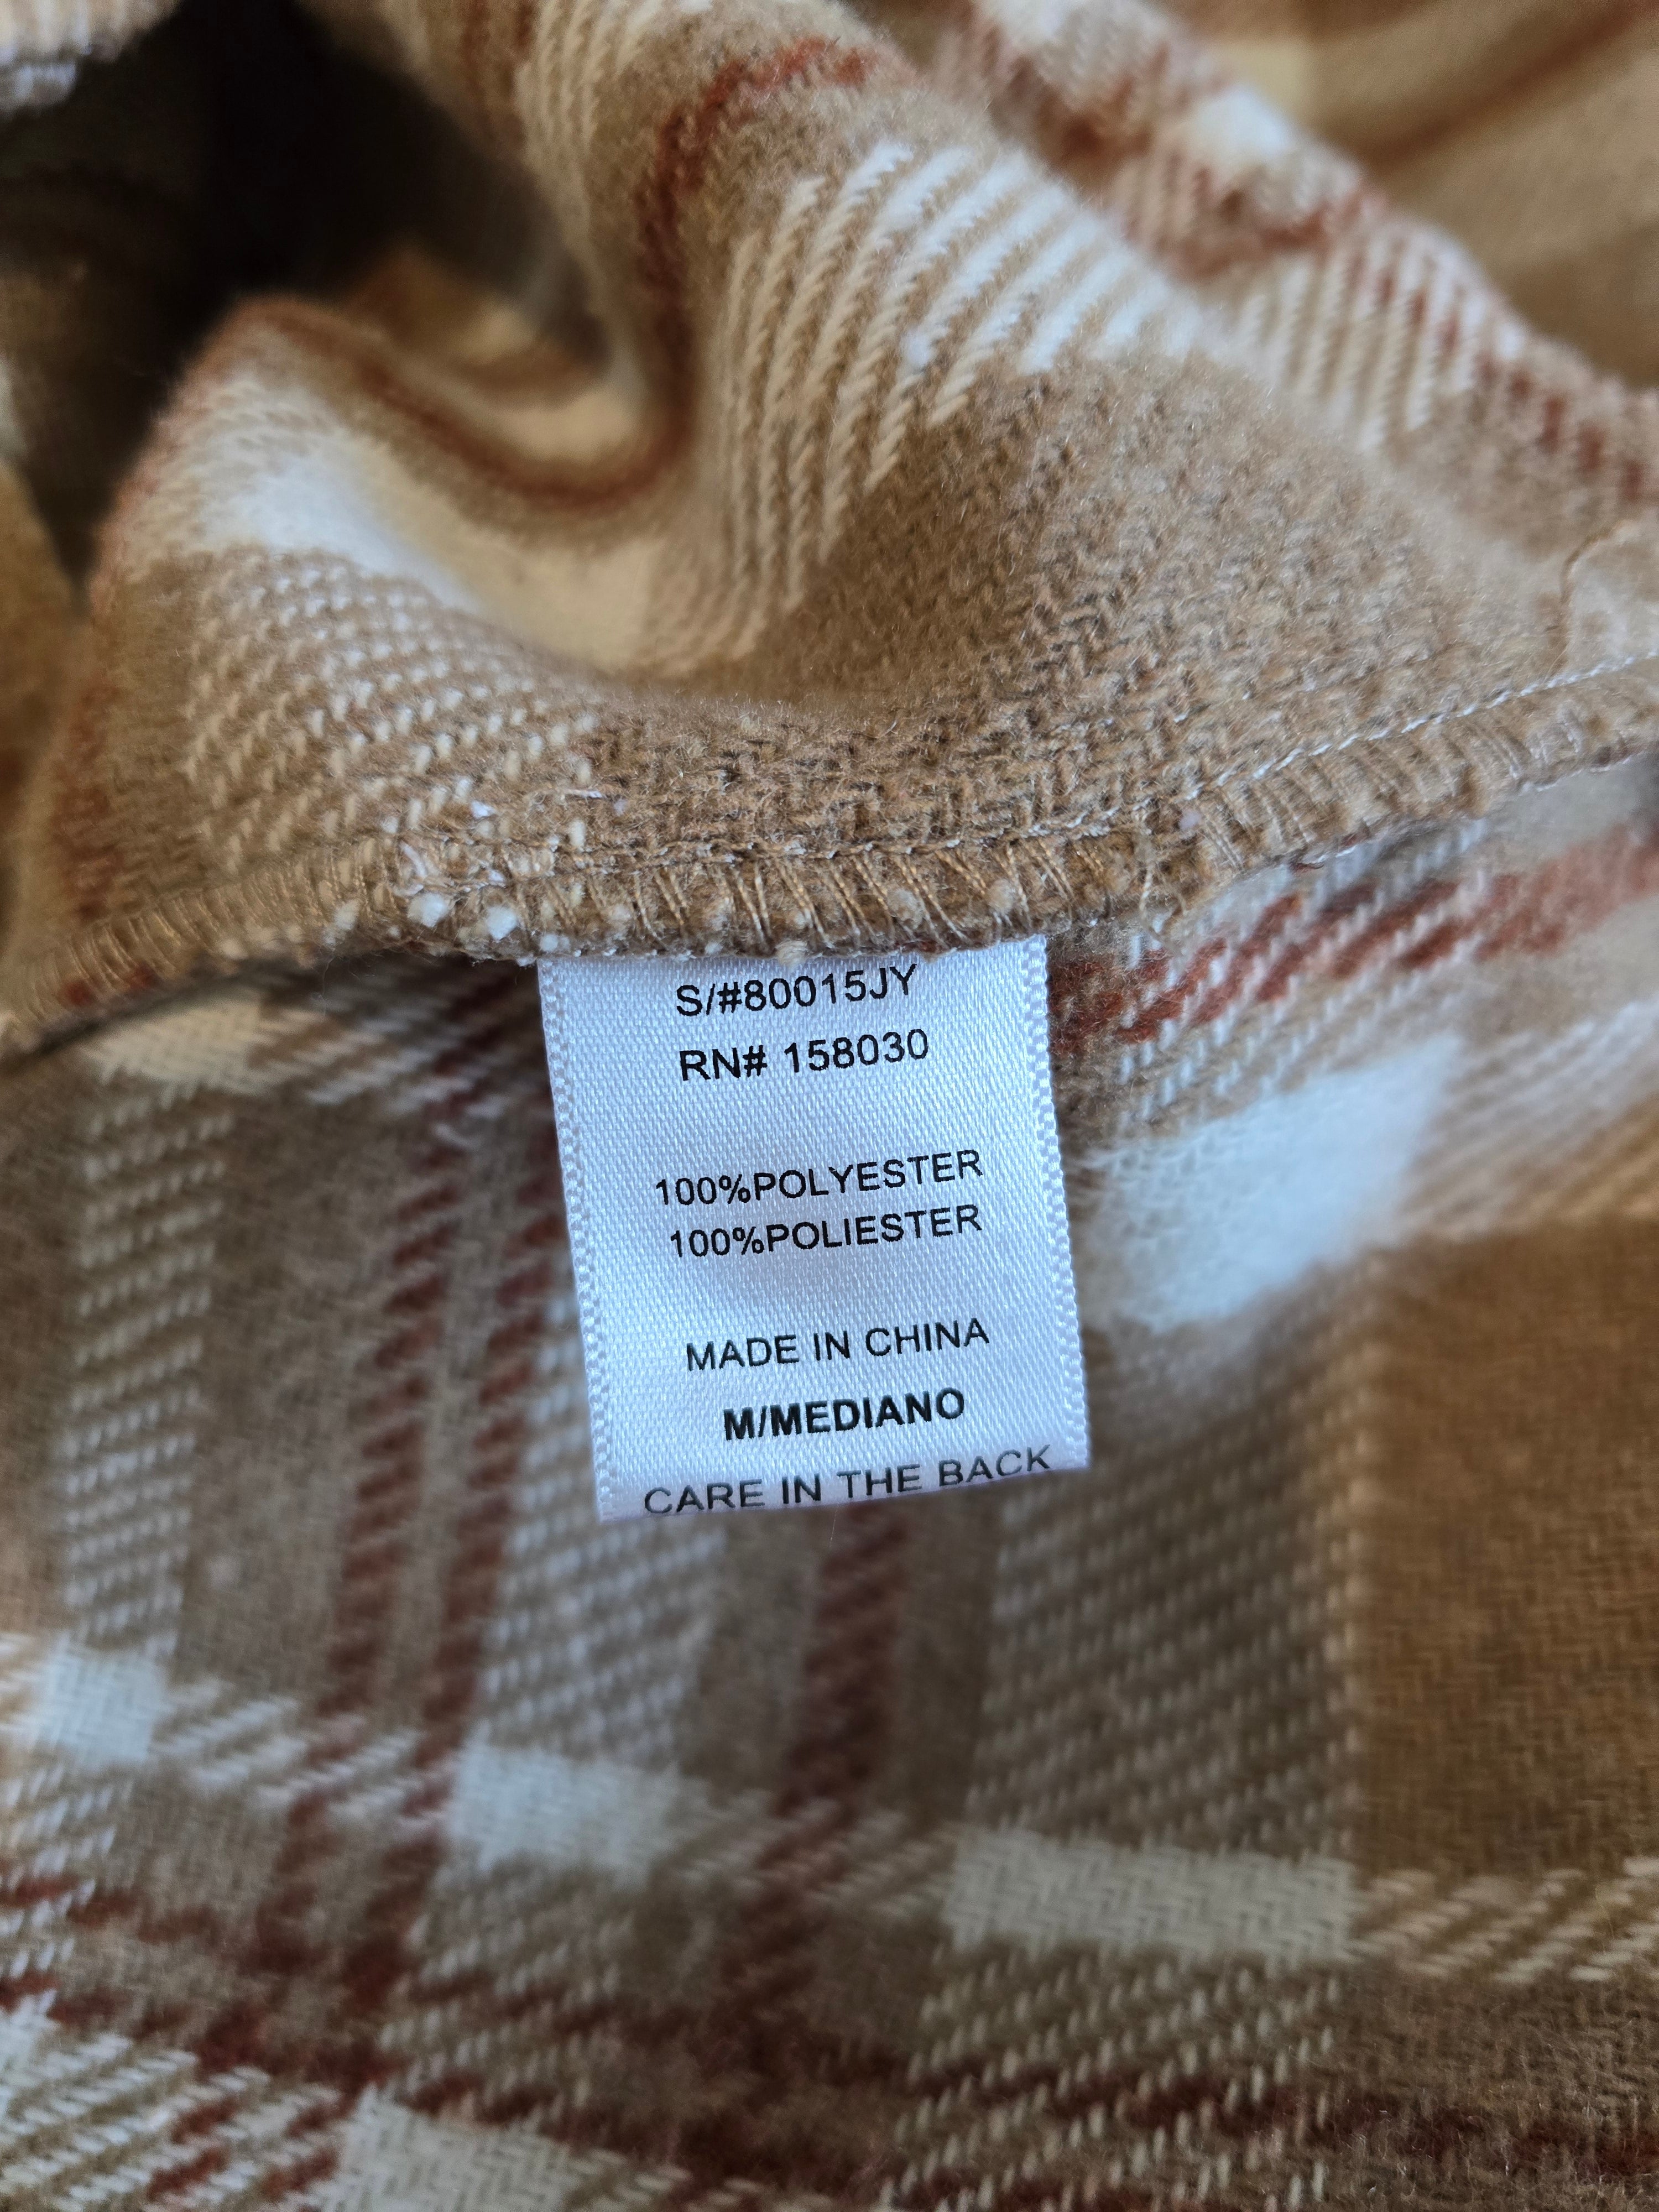 S/#80015JY
RN# 158030
100%POLYESTER
100%POLIESTER
MADE IN CHINA
M/MEDIANO
CARE IN THE BACK